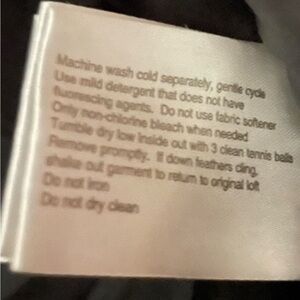 Machine wash cold separately, gentle cycle
Use mild detergent that does not have
fluorescing agents. Do not use fabric softener
Only non-chlorine bleach when needed
Tumble dry low inside out with 3 clean tennis balls
Remove promptly. If down feathers cling,
shake out garment to return to original loft
Do not iron
Do not dry clean